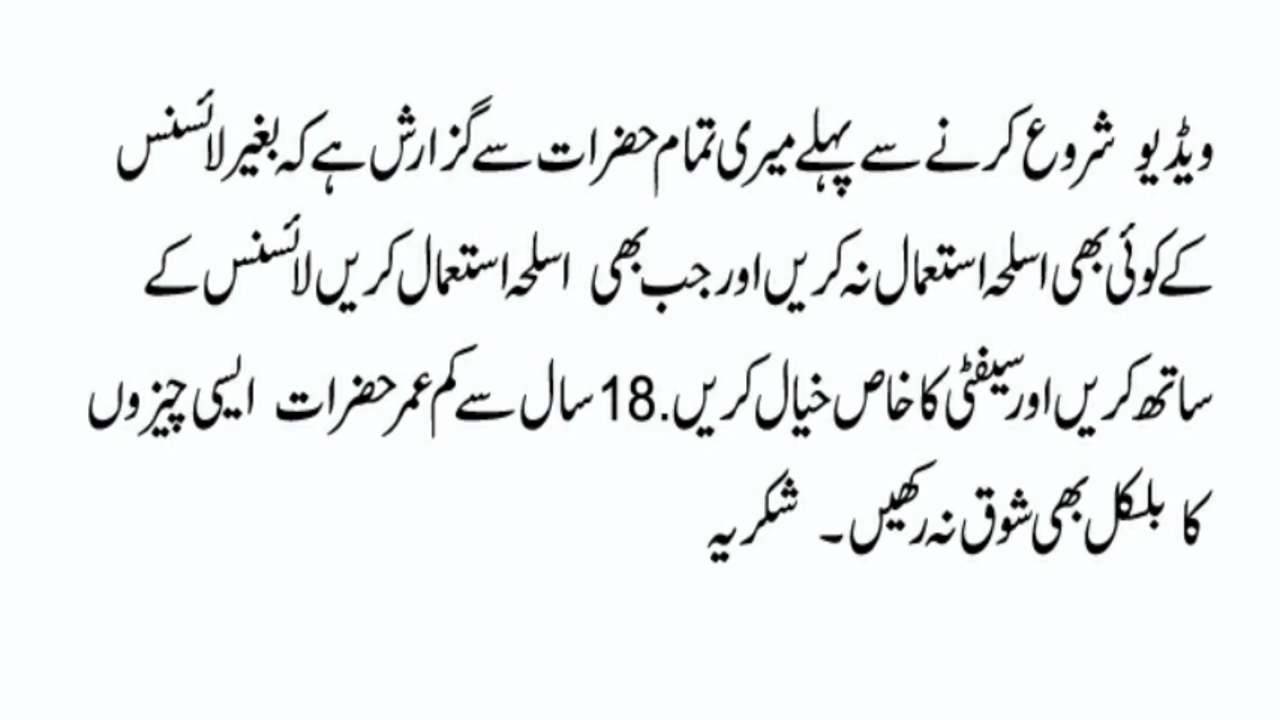 ویڈیو شروع کرنے سے پہلے میری تمام حضرات سے گزارش ہے کہ بغیر لائسنس
کے کوئی بھی اسلحہ استعمال نہ کریں اور جب بھی اسلحہ استعمال کریں لائسنس کے
ساتھ کریں اور سیفٹی کا خاص خیال کریں.18 سال سے کم عمر حضرات ایسی چیزوں
کا بلکل بھی شوق نہ رکھیں۔ شکریہ